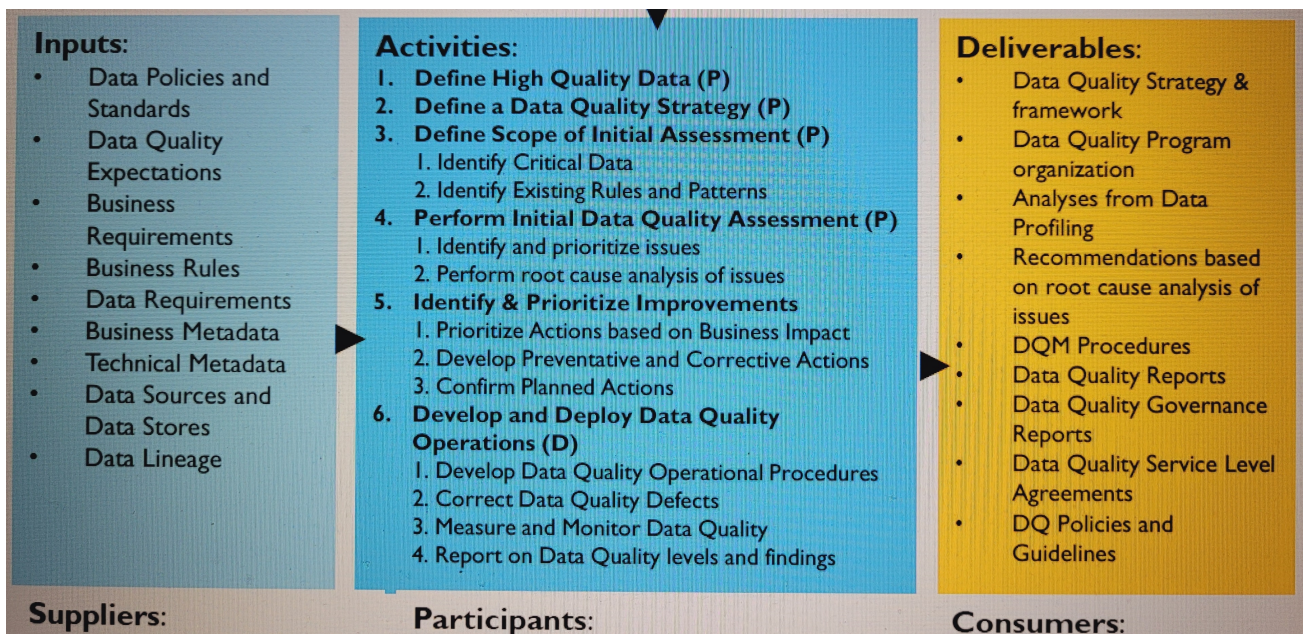 Inputs:
• Data Policies and
Standards
• Data Quality
Expectations
• Business
Requirements
• Business Rules
• Data Requirements
• Business Metadata
• Technical Metadata
• Data Sources and
Data Stores
• Data Lineage
Suppliers:
Activities:
1. Define High Quality Data (P)
2. Define a Data Quality Strategy (P)
3. Define Scope of Initial Assessment (P)
1. Identify Critical Data
2. Identify Existing Rules and Patterns
4. Perform Initial Data Quality Assessment (P)
1. Identify and prioritize issues
2. Perform root cause analysis of issues
5. Identify & Prioritize Improvements
1. Prioritize Actions based on Business Impact
2. Develop Preventative and Corrective Actions
3. Confirm Planned Actions
6. Develop and Deploy Data Quality
Operations (D)
1. Develop Data Quality Operational Procedures
2. Correct Data Quality Defects
3. Measure and Monitor Data Quality
4. Report on Data Quality levels and findings
Participants:
Deliverables:
• Data Quality Strategy &
framework
• Data Quality Program
organization
• Analyses from Data
Profiling
• Recommendations based
on root cause analysis of
issues
• DQM Procedures
• Data Quality Reports
• Data Quality Governance
Reports
• Data Quality Service Level
Agreements
• DQ Policies and
Guidelines
Consumers: